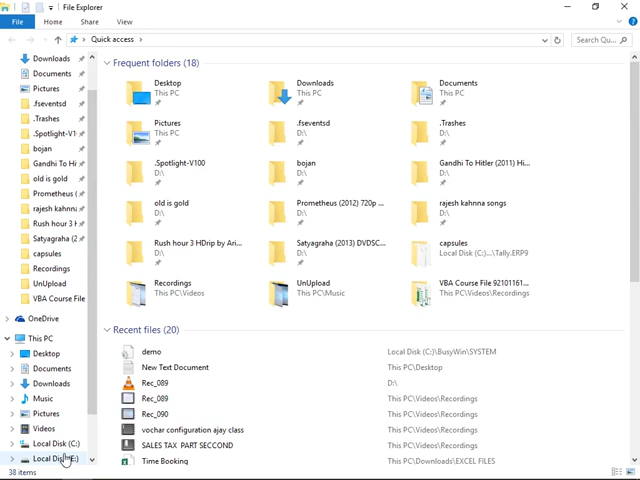 File Explorer
File
Home
Share
View
Quick access
Search Qu...
Downloads
Documents
Pictures
.fseventsd
.Trashes
.Spotlight-V1
bojan
Gandhi To Hi
old is gold
Prometheus (
rajesh kahnna
Rush hour 3 H
Satyagraha (2
capsules
Recordings
UnUpload
VBA Course File
OneDrive
This PC
Desktop
Documents
Downloads
Music
Pictures
Videos
Local Disk (C:)
Local Dis
38 items
Frequent folders (18)
Desktop
This PC
Downloads
This PC
Documents
This PC
Pictures
This PC
.fseventsd
D:\
.Trashes
D:\
.Spotlight-V100
D:\
bojan
D:\
Gandhi To Hitler (2011) Hi...
D:\
old is gold
D:\
Prometheus (2012) 720p ...
D:\
rajesh kahnna songs
D:\
Rush hour 3 HDrip by Ari...
D:\
Satyagraha (2013) DVDSC...
D:\
capsules
Local Disk (C:)...\Tally.ERP9
Recordings
This PC\Videos
UnUpload
This PC\Music
VBA Course File 92101161...
This PC\Videos\Recordings
Recent files (20)
demo Local Disk (C:)\BusyWin\SYSTEM
New Text Document This PC\Desktop
Rec_089 D:\
Rec_089 This PC\Videos\Recordings
Rec_090 This PC\Videos\Recordings
vochar configuration ajay class This PC\Videos\Recordings
SALES TAX PART SECCOND This PC\Videos\Recordings
Time Booking This PC\Downloads\EXCEL FILES